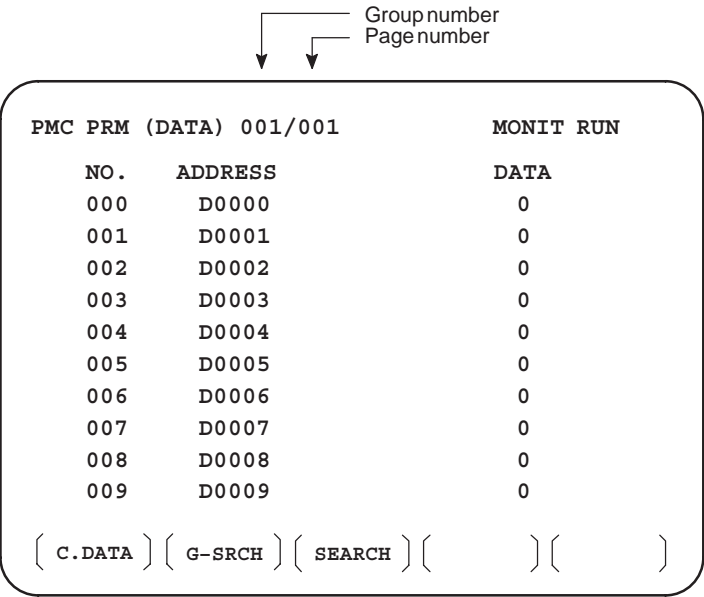 Group number
Page number
PMC PRM (DATA) 001/001 MONIT RUN
NO. ADDRESS DATA
000 D0000 0
001 D0001 0
002 D0002 0
003 D0003 0
004 D0004 0
005 D0005 0
006 D0006 0
007 D0007 0
008 D0008 0
009 D0009 0
C.DATA G-SRCH SEARCH